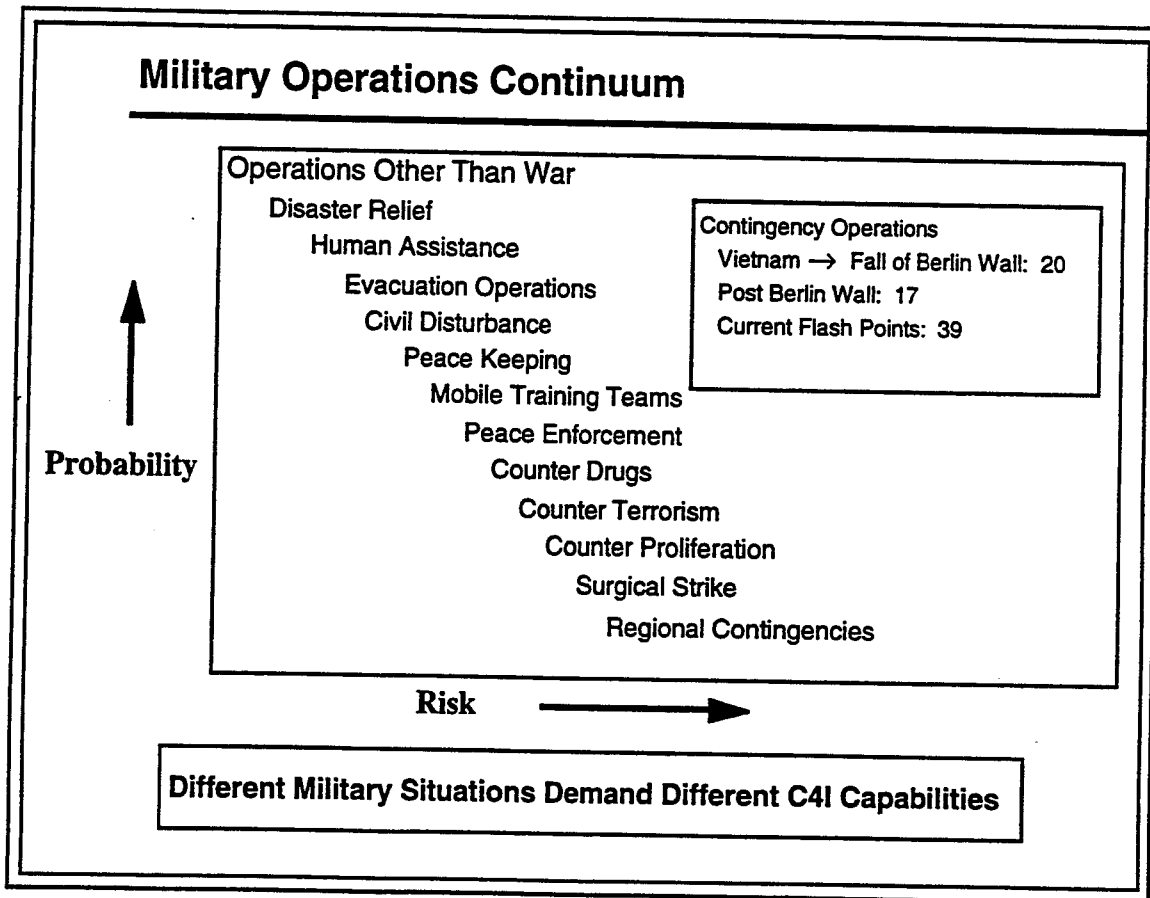 Military Operations Continuum
Operations Other Than War
Disaster Relief
Human Assistance
Evacuation Operations
Civil Disturbance
Peace Keeping
Mobile Training Teams
Peace Enforcement
Counter Drugs
Counter Terrorism
Counter Proliferation
Surgical Strike
Regional Contingencies
Contingency Operations
Vietnam → Fall of Berlin Wall: 20
Post Berlin Wall: 17
Current Flash Points: 39
Probability
Risk
Different Military Situations Demand Different C4I Capabilities